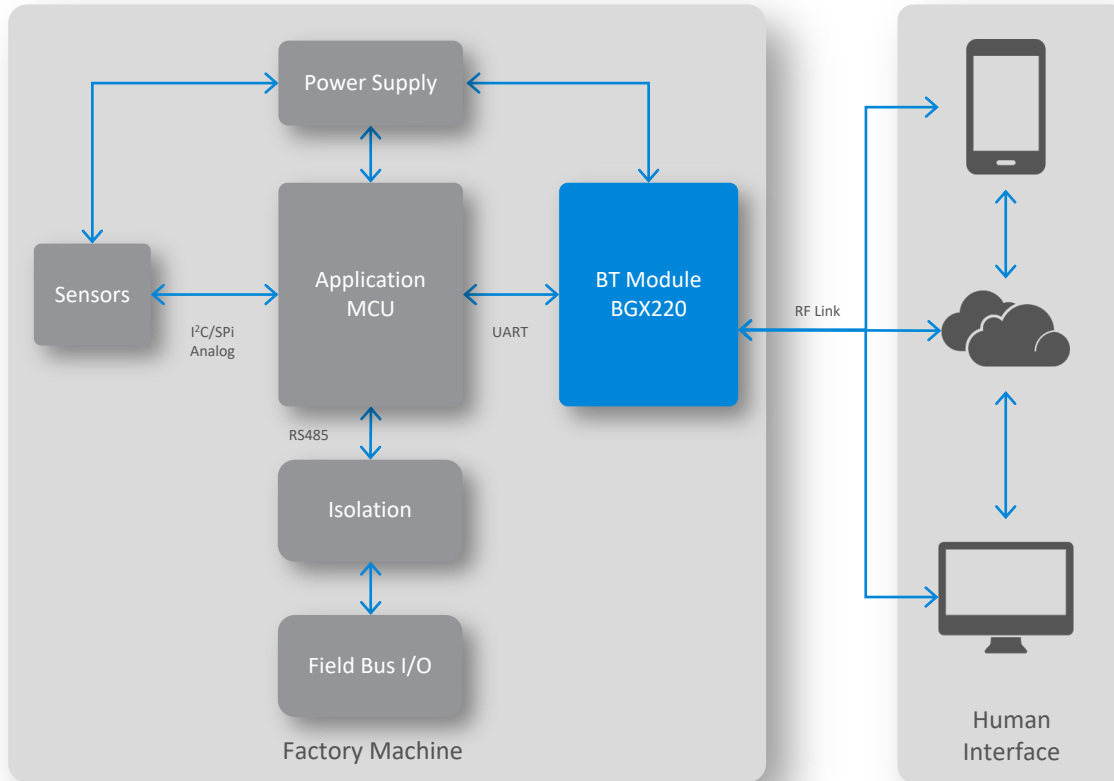 Power Supply
Sensors
I²C/SPi
Analog
Application
MCU
UART
BT Module
BGX220
RF Link
RS485
Isolation
Field Bus I/O
Factory Machine
Human
Interface